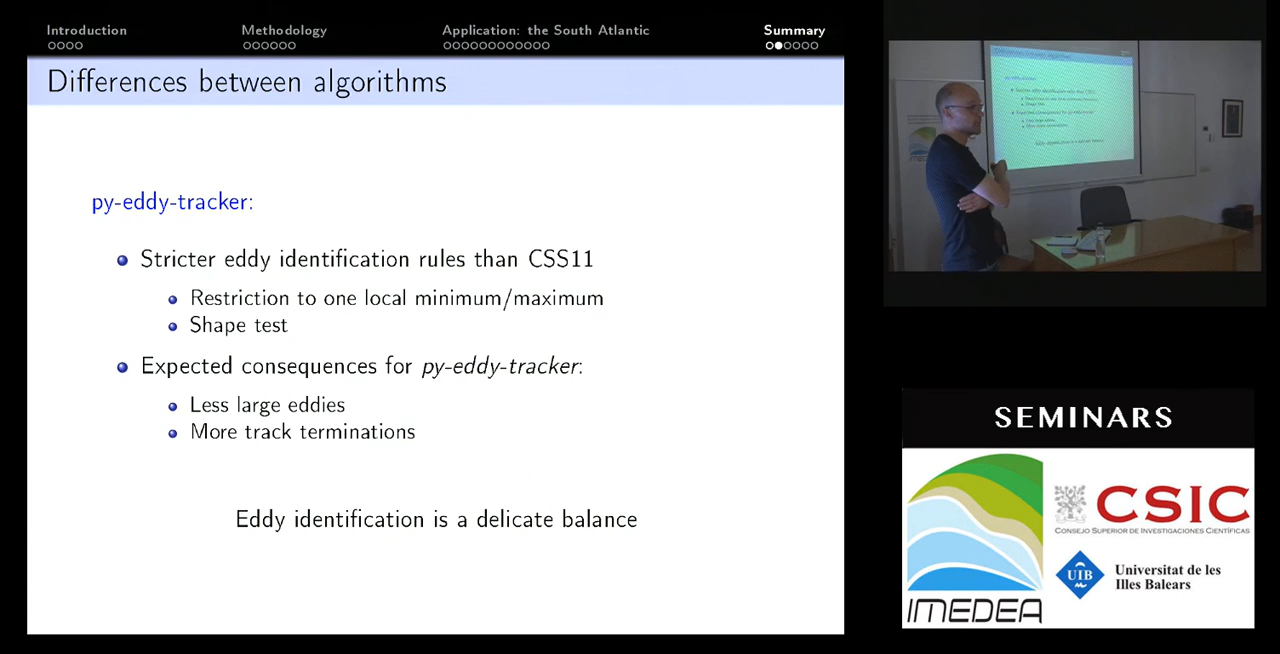 Introduction
Methodology
Application: the South Atlantic
Summary
Differences between algorithms
py-eddy-tracker:
Stricter eddy identification rules than CSS11
Restriction to one local minimum/maximum
Shape test
Expected consequences for py-eddy-tracker:
Less large eddies
More track terminations
Eddy identification is a delicate balance
SEMINARS
CSIC
CONSEJO SUPERIOR DE INVESTIGACIONES CIENTÍFICAS
UIB
Universitat de les
Illes Balears
IMEDEA